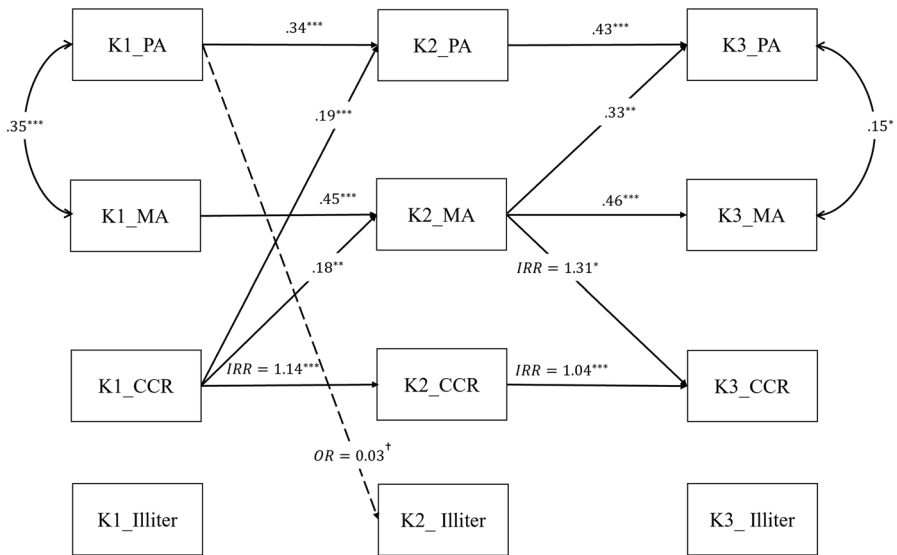 K1_PA
.34***
K2_PA
.43***
K3_PA
.35***
.19***
.33**
.15*
K1_MA
.45***
K2_MA
.46***
K3_MA
.18**
IRR = 1.31*
K1_CCR
IRR = 1.14***
K2_CCR
IRR = 1.04***
K3_CCR
OR = 0.03†
K1_Illiter
K2_ Illiter
K3_ Illiter